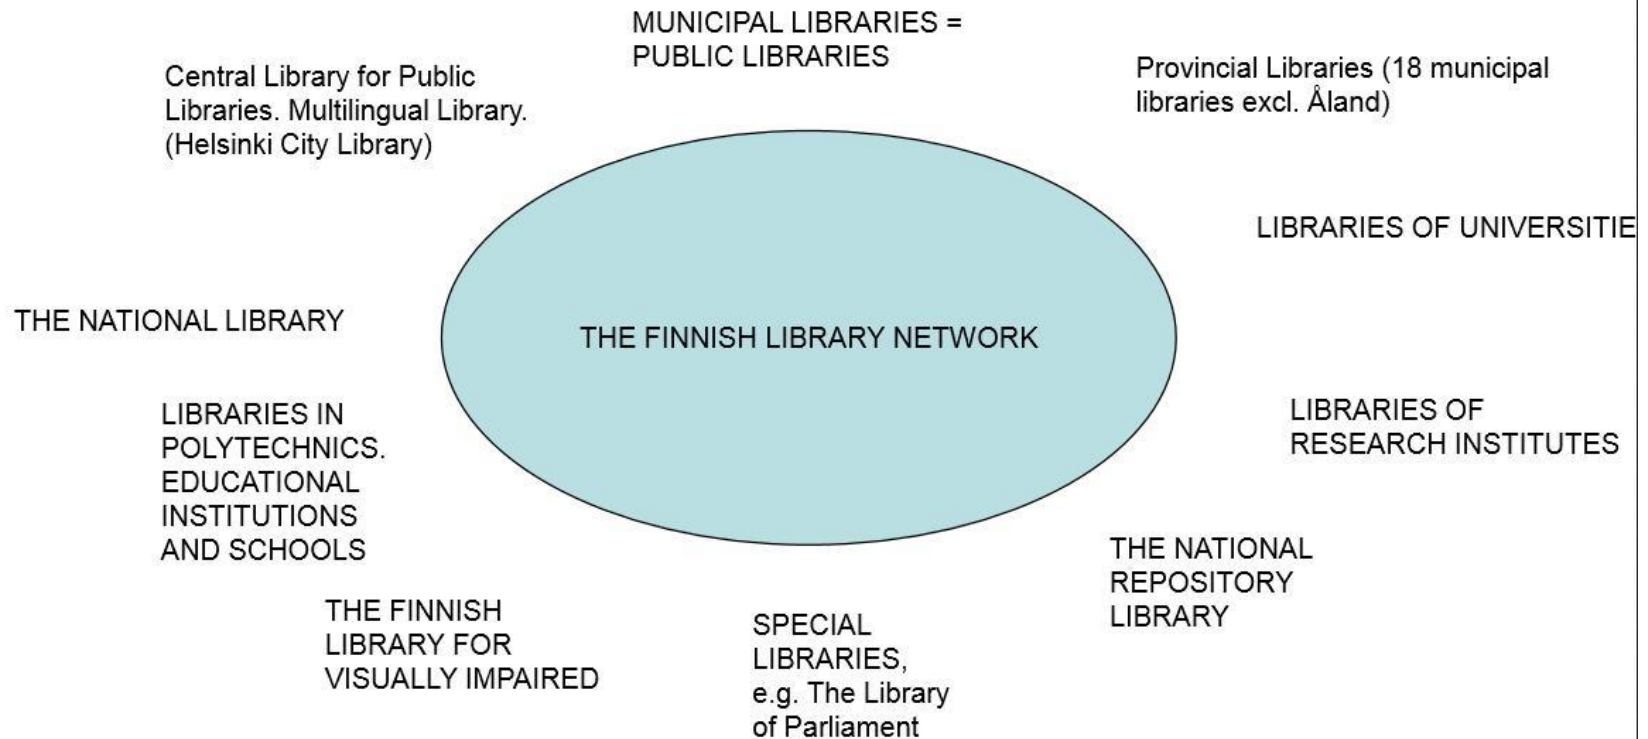 MUNICIPAL LIBRARIES =
PUBLIC LIBRARIES
Central Library for Public
Libraries. Multilingual Library.
(Helsinki City Library)
Provincial Libraries (18 municipal
libraries excl. Åland)
LIBRARIES OF UNIVERSITIE
THE NATIONAL LIBRARY
THE FINNISH LIBRARY NETWORK
LIBRARIES IN
POLYTECHNICS.
EDUCATIONAL
INSTITUTIONS
AND SCHOOLS
LIBRARIES OF
RESEARCH INSTITUTES
THE NATIONAL
REPOSITORY
LIBRARY
THE FINNISH
LIBRARY FOR
VISUALLY IMPAIRED
SPECIAL
LIBRARIES,
e.g. The Library
of Parliament